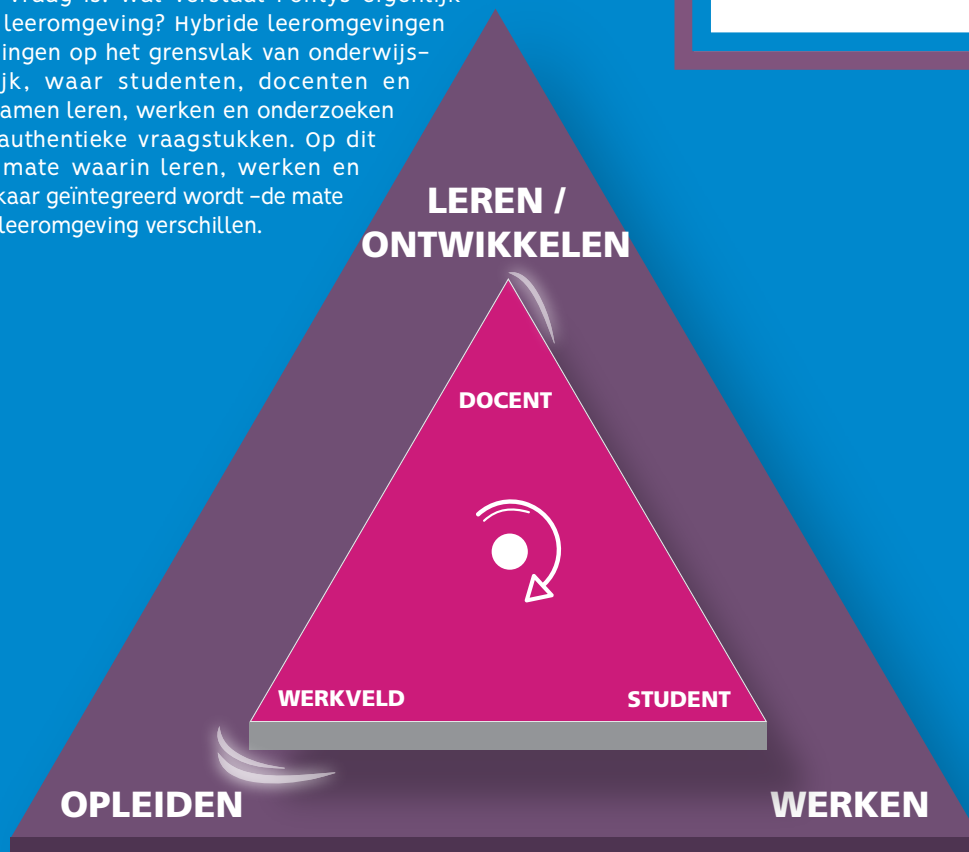 leeromgeving? Hybride leeromgevingen
ingen op het grensvlak van onderwijs-
jk, waar studenten, docenten en
amen leren, werken en onderzoeken
authentieke vraagstukken. Op dit
mate waarin leren, werken en
kaar geïntegreerd wordt –de mate
leeromgeving verschillen.
LEREN /
ONTWIKKELEN
DOCENT
WERKVELD
STUDENT
OPLEIDEN
WERKEN